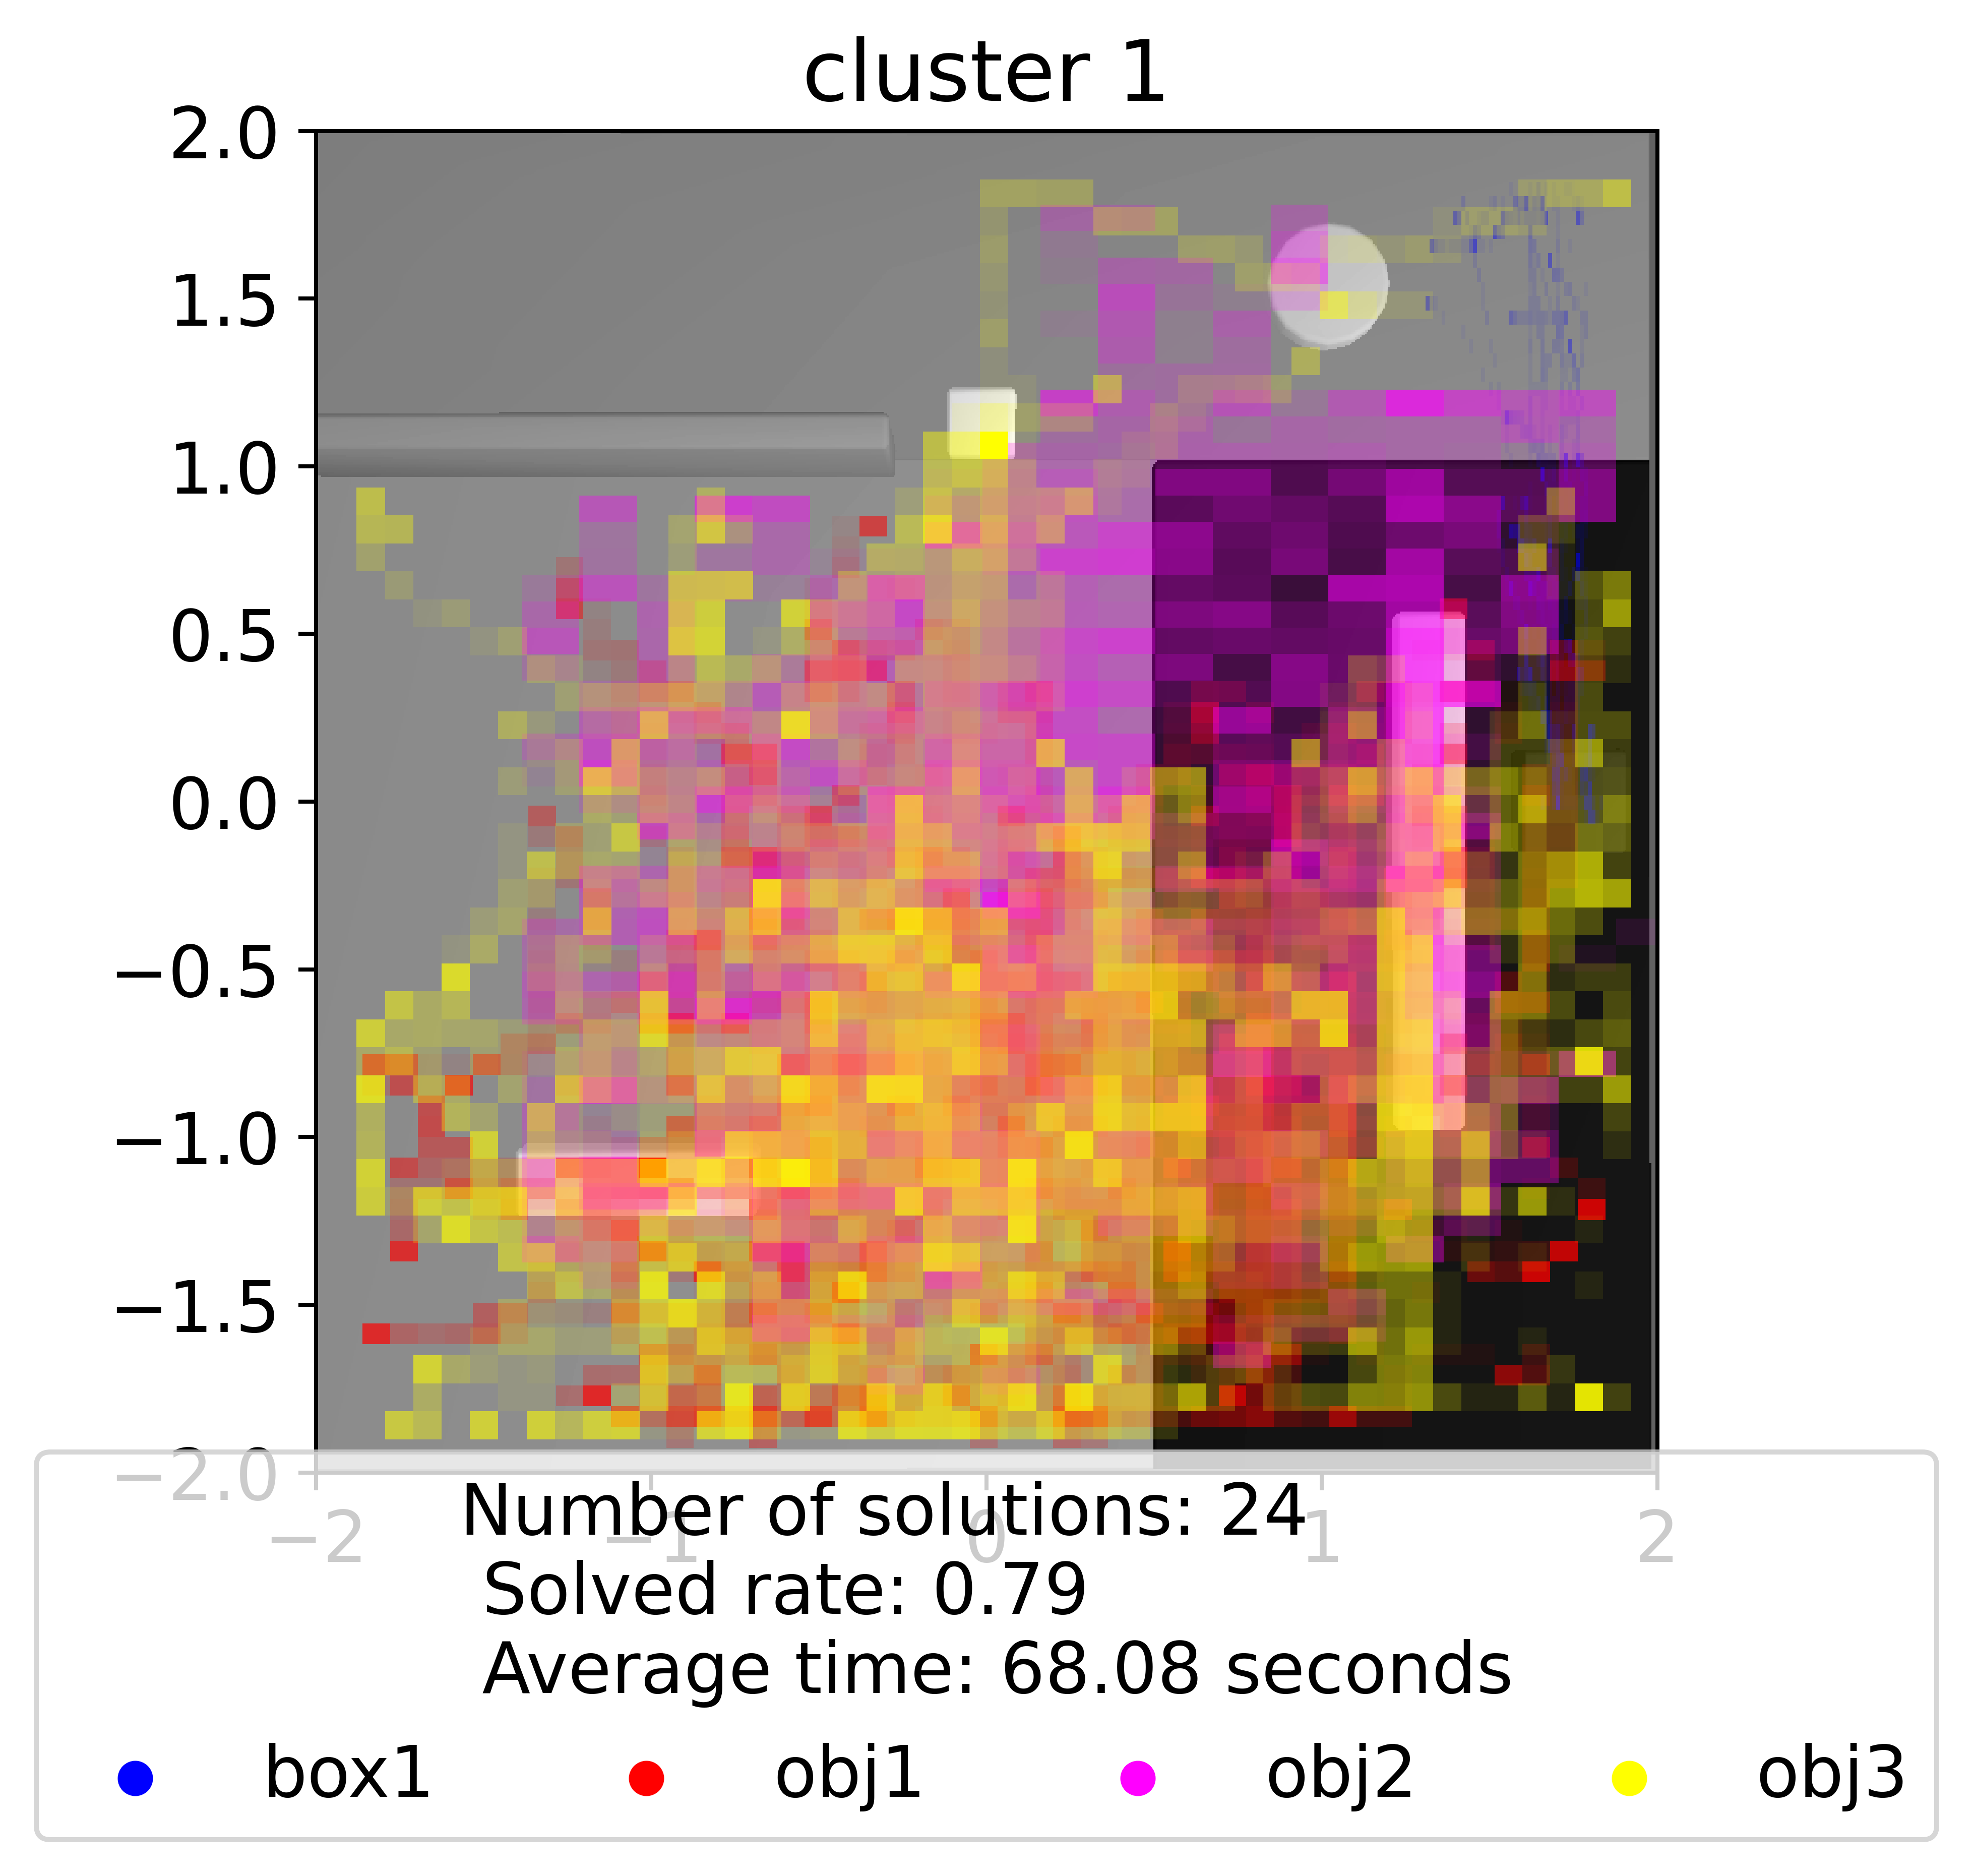 cluster 1
2.0
1.5
1.0
0.5
0.0
−0.5
−1.0
−1.5
−2.0
−2 −1 0 1 2
Number of solutions: 24
Solved rate: 0.79
Average time: 68.08 seconds
box1 obj1 obj2 obj3